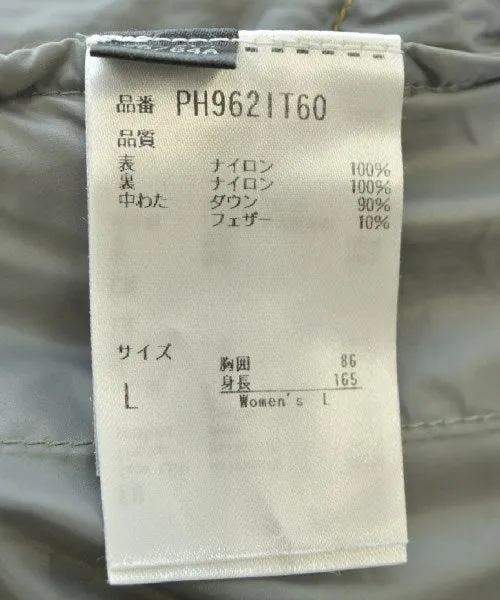 品番 PH962IT60
品質
表 ナイロン 100%
裏 ナイロン 100%
中わた ダウン 90%
フェザー 10%
サイズ 胸囲 86
身長 165
L Women's L